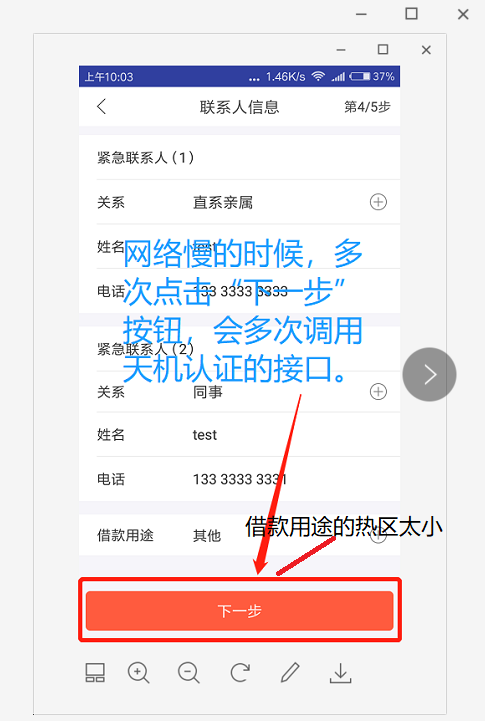 上午10:03 ... 1.46K/s 37%
联系人信息 第4/5步
紧急联系人 (1)
关系 直系亲属
姓名 test
电话 133 3333 3333
网络慢的时候，多
次点击“下一步”
按钮，会多次调用
天机认证的接口。
紧急联系人 (2)
关系 同事
姓名 test
电话 133 3333 3331
借款用途 其他
借款用途的热区太小
下一步